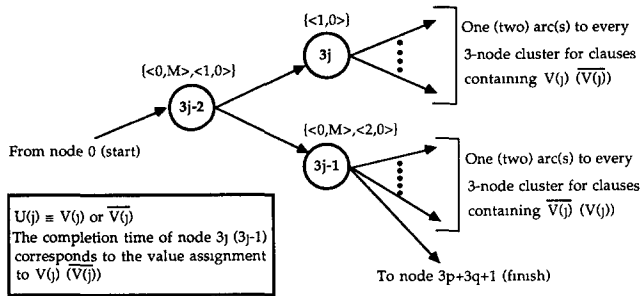 {<1,0>}
3j
One (two) arc(s) to every
3-node cluster for clauses
containing V(j) (V̅(̅j̅)̅)
{<0,M>,<1,0>}
3j-2
From node 0 (start)
{<0,M>,<2,0>}
3j-1
One (two) arc(s) to every
3-node cluster for clauses
containing V̅(̅j̅)̅ (V(j))
To node 3p+3q+1 (finish)
U(j) ≡ V(j) or V̅(̅j̅)̅
The completion time of node 3j (3j-1)
corresponds to the value assignment
to V(j) (V̅(̅j̅)̅)